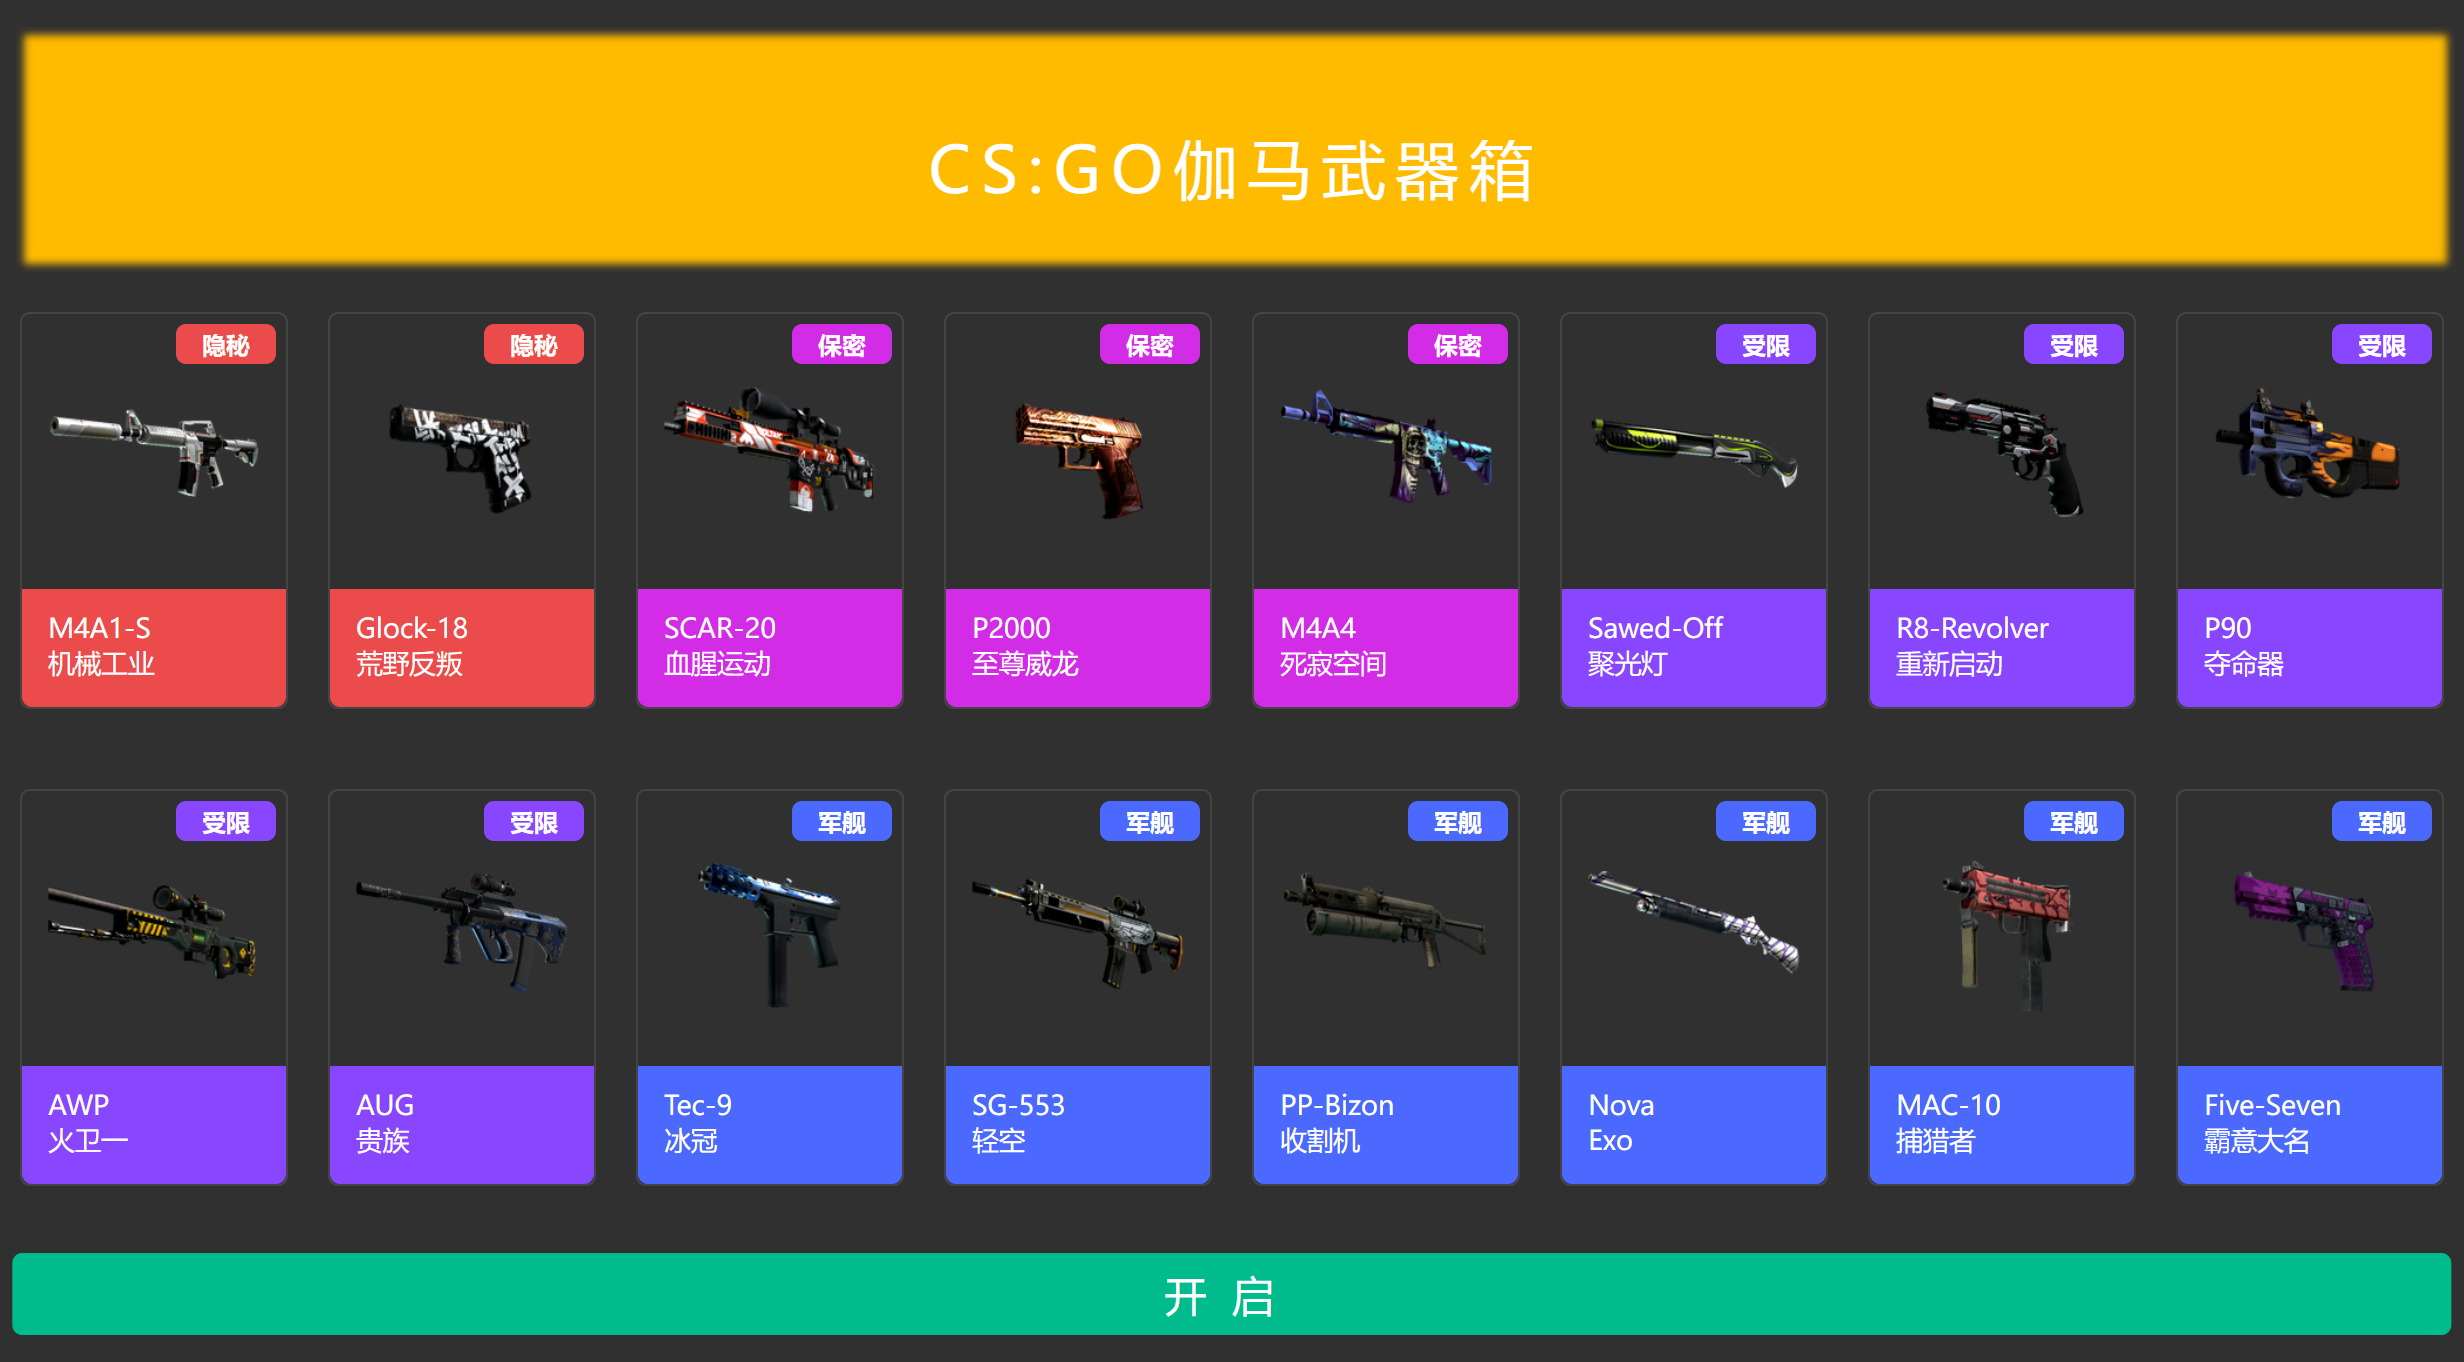 CS:GO伽马武器箱
隐秘
M4A1-S
机械工业
隐秘
Glock-18
荒野反叛
保密
SCAR-20
血腥运动
保密
P2000
至尊威龙
保密
M4A4
死寂空间
受限
Sawed-Off
聚光灯
受限
R8-Revolver
重新启动
受限
P90
夺命器
受限
AWP
火卫一
受限
AUG
贵族
军舰
Tec-9
冰冠
军舰
SG-553
轻空
军舰
PP-Bizon
收割机
军舰
Nova
Exo
军舰
MAC-10
捕猎者
军舰
Five-Seven
霸意大名
开 启